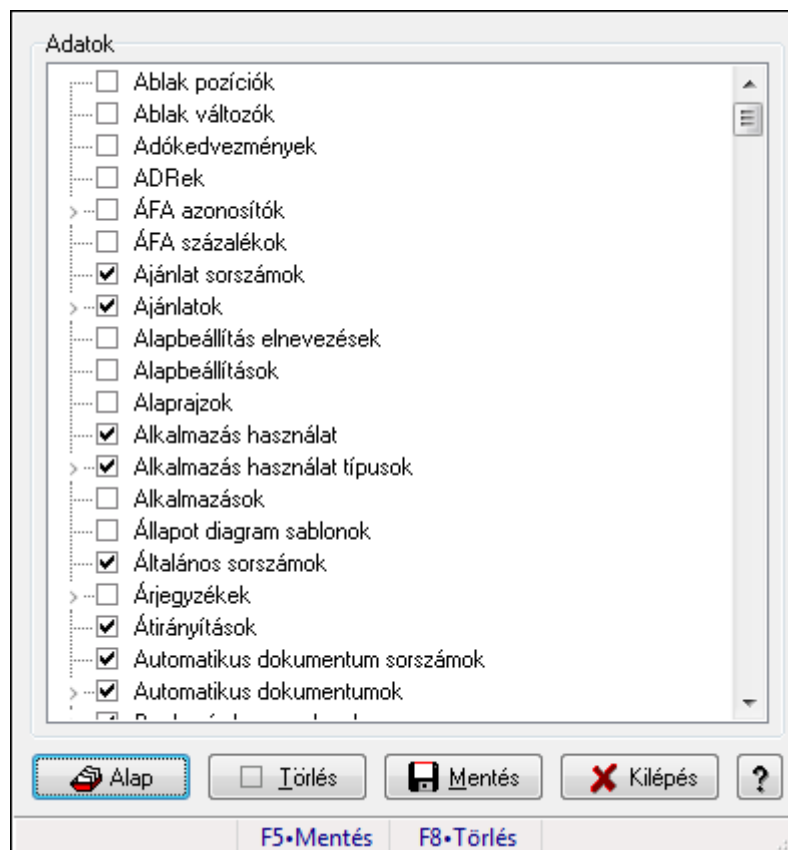 Adatok
Ablak pozíciók
Ablak változók
Adókedvezmények
ADRek
ÁFA azonosítók
ÁFA százalékok
Ajánlat sorszámok
Ajánlatok
Alapbeállítás elnevezések
Alapbeállítások
Alaprajzok
Alkalmazás használat
Alkalmazás használat típusok
Alkalmazások
Állapot diagram sablonok
Általános sorszámok
Árjegyzékek
Átirányítások
Automatikus dokumentum sorszámok
Automatikus dokumentumok
Alap Törlés Mentés Kilépés ?
F5•Mentés F8•Törlés